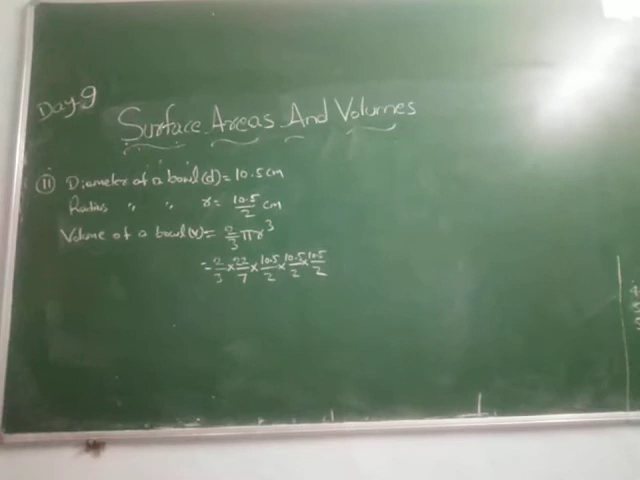 Day-9
Surface Areas And Volumes
(11) Diameter of a bowl (d) = 10.5 cm
Radius " " r = 10.5/2 cm
Volume of a bowl (v) = 2/3 πr³
= 2/3 × 22/7 × 10.5/2 × 10.5/2 × 10.5/2